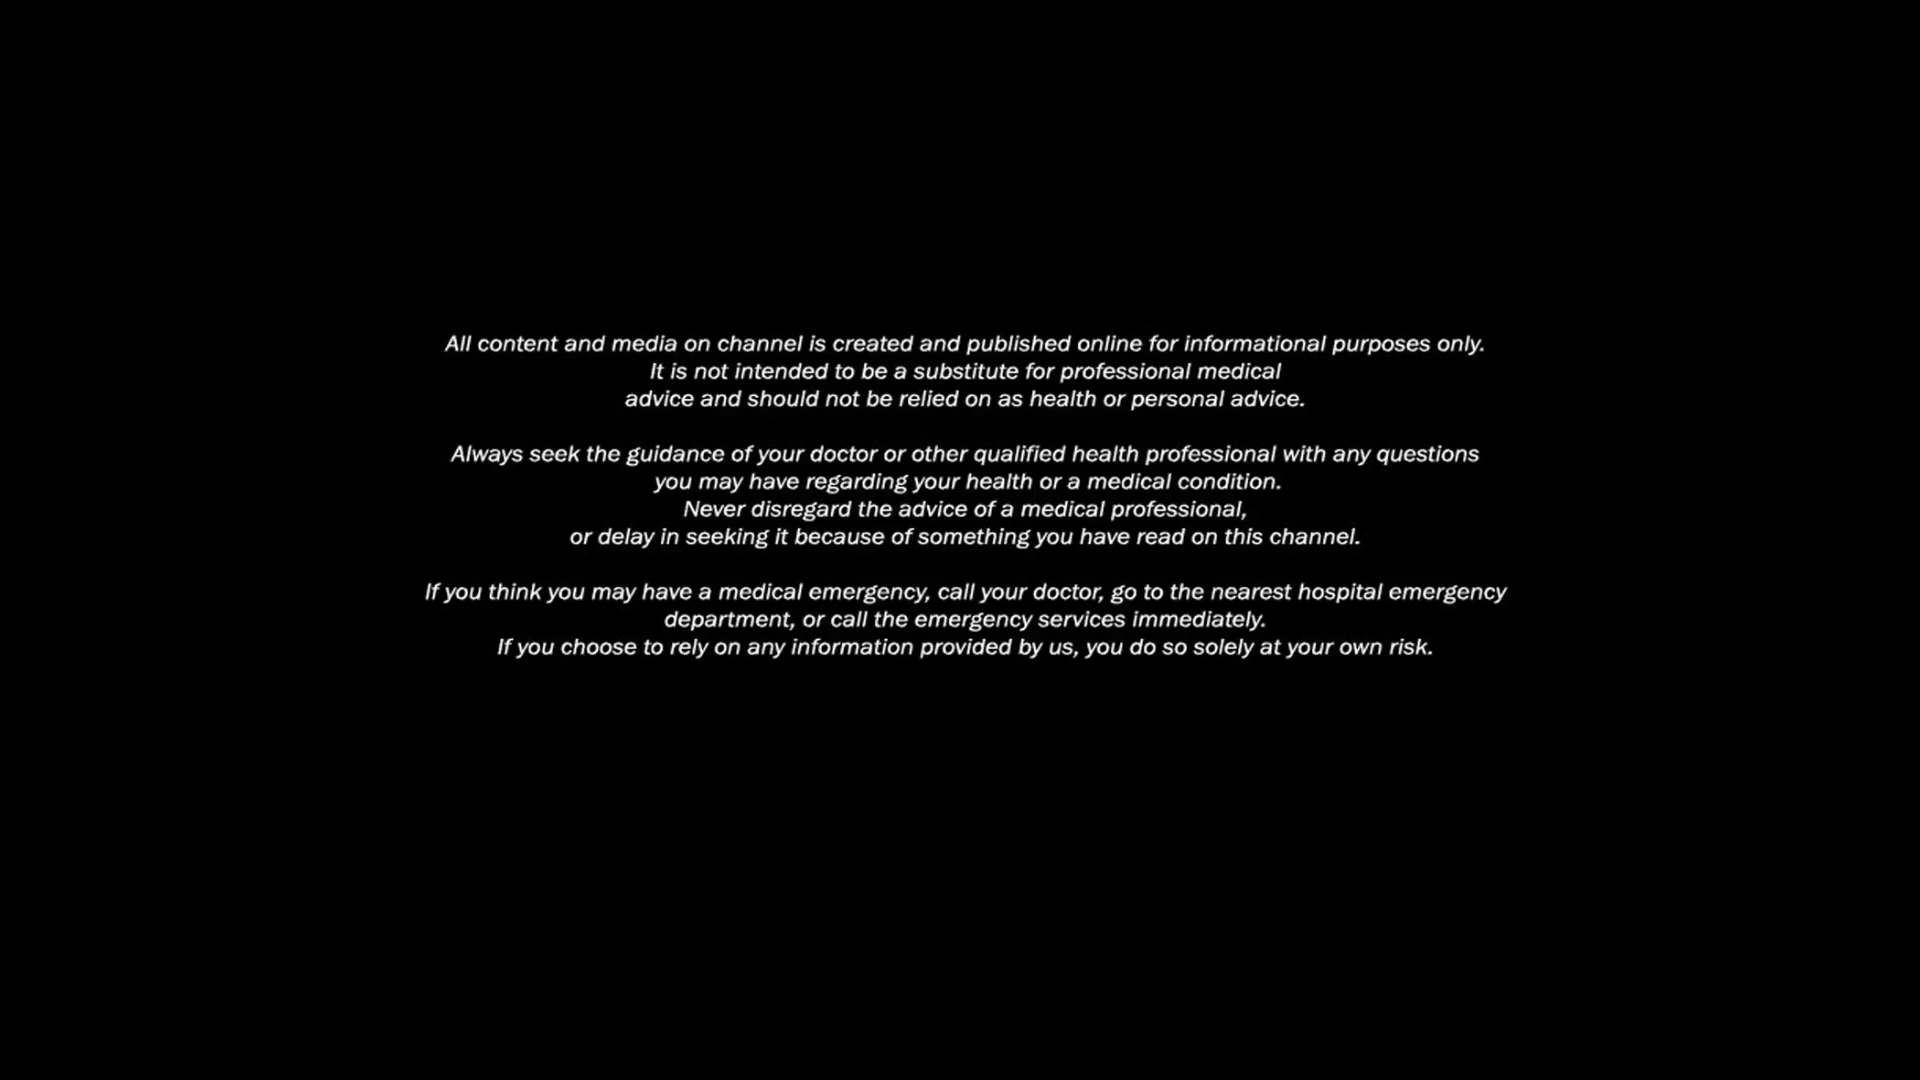 All content and media on channel is created and published online for informational purposes only.
It is not intended to be a substitute for professional medical
advice and should not be relied on as health or personal advice.
Always seek the guidance of your doctor or other qualified health professional with any questions
you may have regarding your health or a medical condition.
Never disregard the advice of a medical professional,
or delay in seeking it because of something you have read on this channel.
If you think you may have a medical emergency, call your doctor, go to the nearest hospital emergency
department, or call the emergency services immediately.
If you choose to rely on any information provided by us, you do so solely at your own risk.